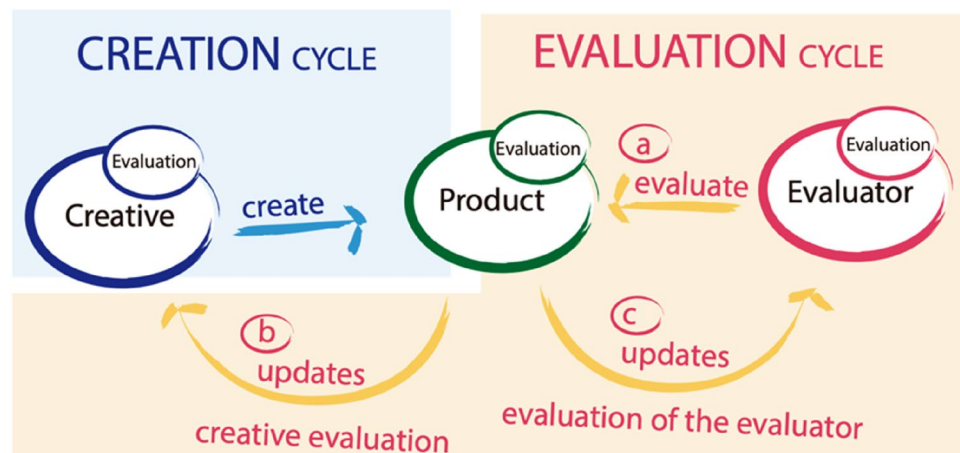 CREATION CYCLE
EVALUATION CYCLE
Evaluation
Creative
create
Evaluation
Product
a
evaluate
Evaluation
Evaluator
b
updates
creative evaluation
c
updates
evaluation of the evaluator